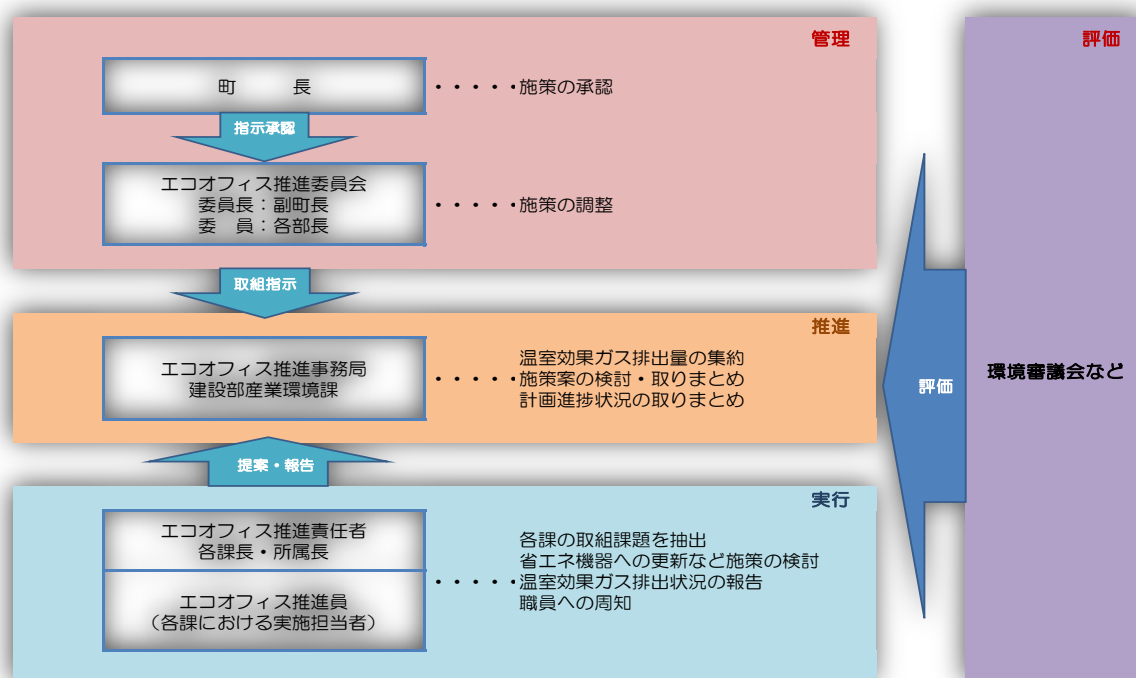 管理
町　　　長
・・・・・施策の承認
指示承認
エコオフィス推進委員会
委員長：副町長
委　員：各部長
・・・・・施策の調整
取組指示
推進
エコオフィス推進事務局
建設部産業環境課
温室効果ガス排出量の集約
・・・・・施策案の検討・取りまとめ
計画進捗状況の取りまとめ
提案・報告
実行
エコオフィス推進責任者
各課長・所属長
エコオフィス推進員
（各課における実施担当者）
各課の取組課題を抽出
省エネ機器への更新など施策の検討
・・・・・温室効果ガス排出状況の報告
職員への周知
評価
評価
環境審議会など